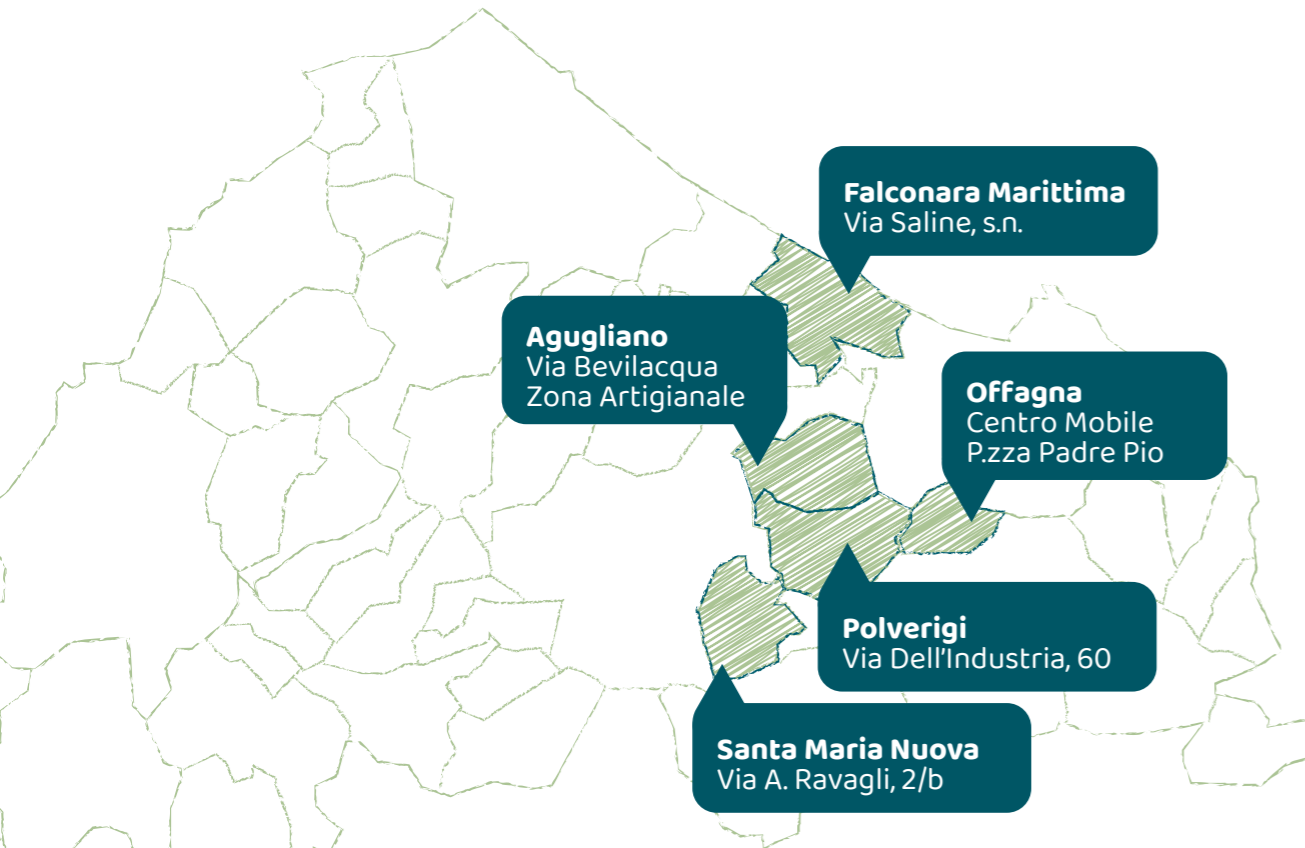 Falconara Marittima
Via Saline, s.n.
Agugliano
Via Bevilacqua
Zona Artigianale
Offagna
Centro Mobile
P.zza Padre Pio
Polverigi
Via Dell'Industria, 60
Santa Maria Nuova
Via A. Ravagli, 2/b